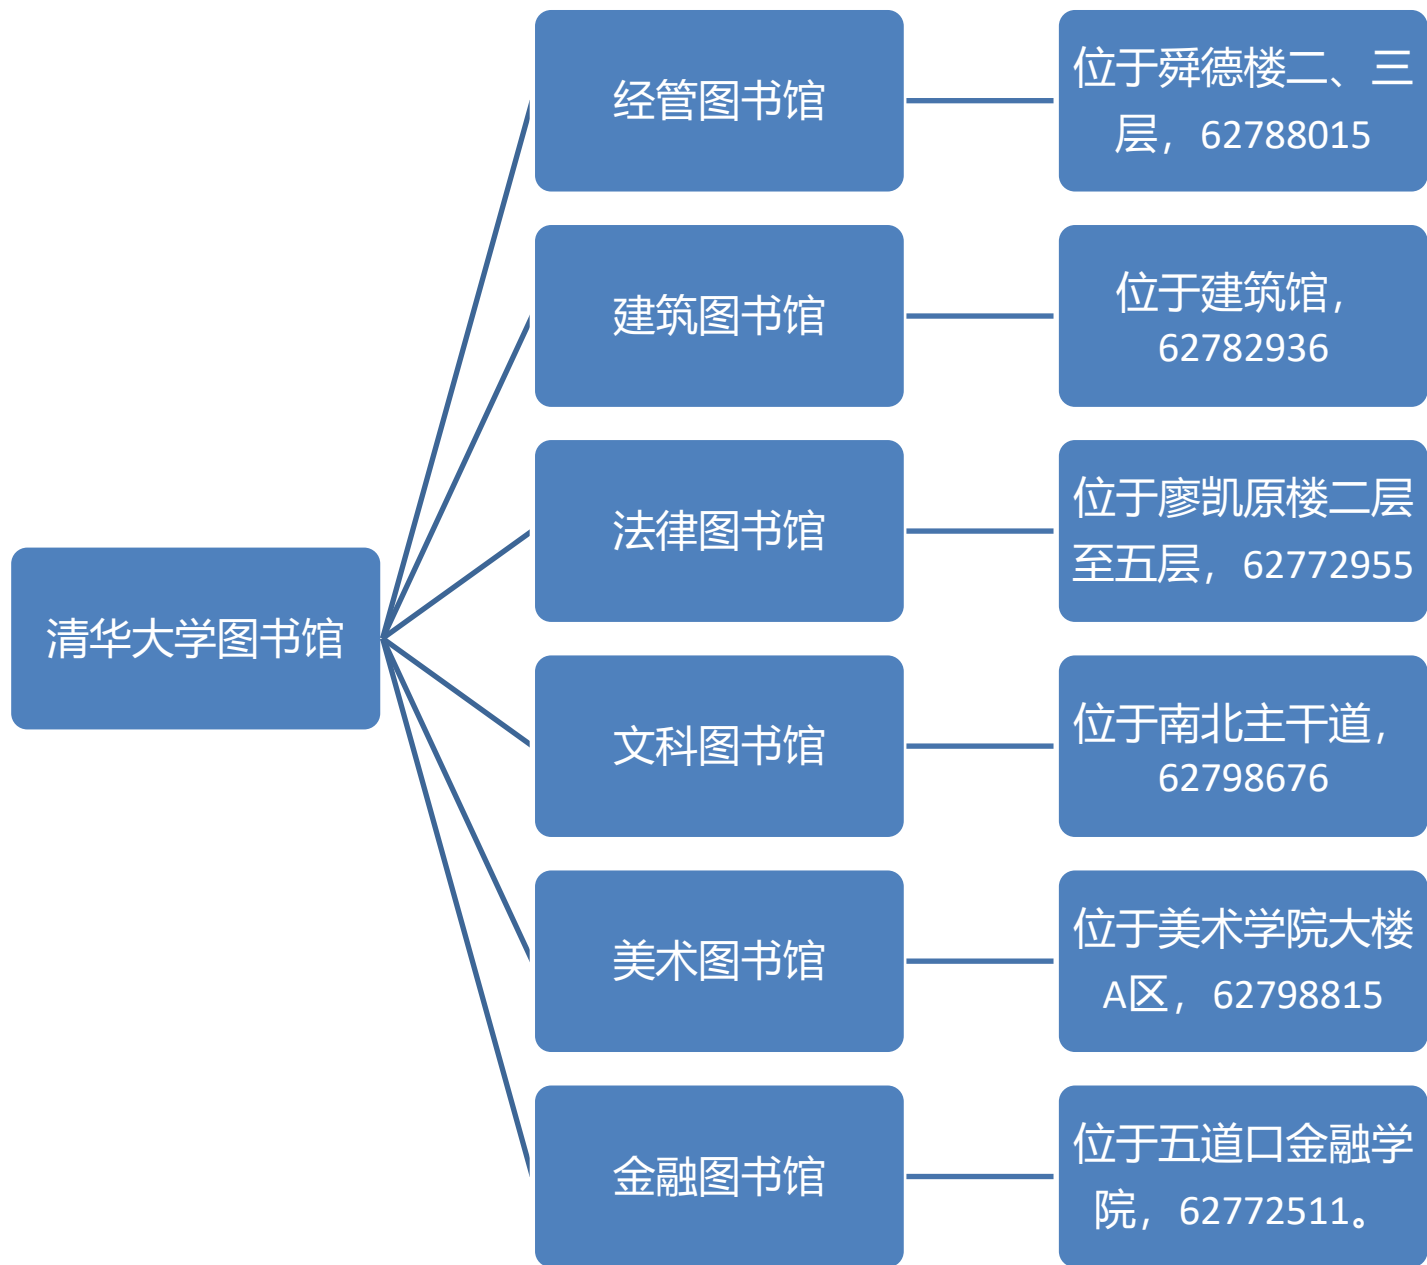 清华大学图书馆
经管图书馆
位于舜德楼二、三
层，62788015
建筑图书馆
位于建筑馆，
62782936
法律图书馆
位于廖凯原楼二层
至五层，62772955
文科图书馆
位于南北主干道，
62798676
美术图书馆
位于美术学院大楼
A区，62798815
金融图书馆
位于五道口金融学
院，62772511。